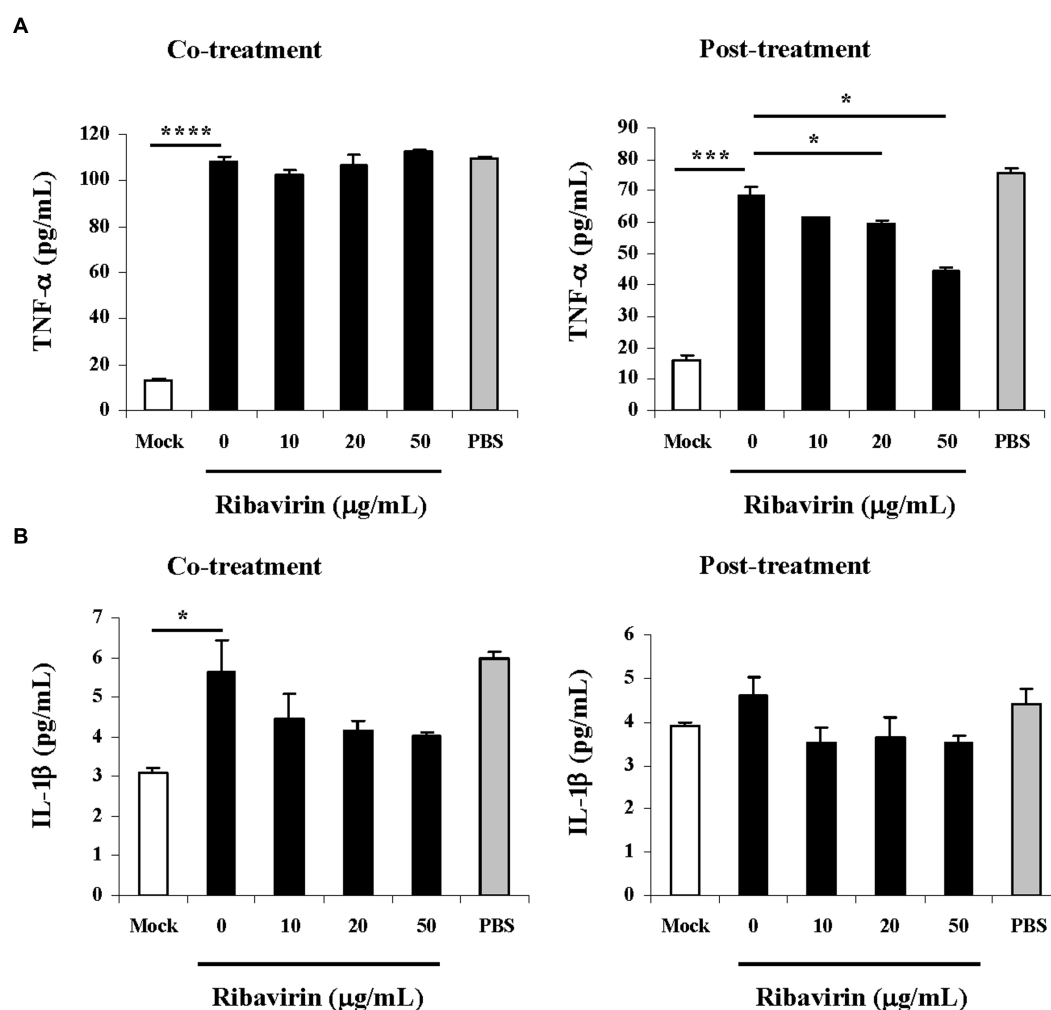 A
Co-treatment
TNF-α (pg/mL)
120
100
80
60
40
20
0
****
Mock 0 10 20 50 PBS
Ribavirin (μg/mL)
Post-treatment
TNF-α (pg/mL)
90
80
70
60
50
40
30
20
10
0
*
*
***
Mock 0 10 20 50 PBS
Ribavirin (μg/mL)
B
Co-treatment
IL-1β (pg/mL)
7
6
5
4
3
2
1
0
*
Mock 0 10 20 50 PBS
Ribavirin (μg/mL)
Post-treatment
IL-1β (pg/mL)
6
5
4
3
2
1
0
Mock 0 10 20 50 PBS
Ribavirin (μg/mL)